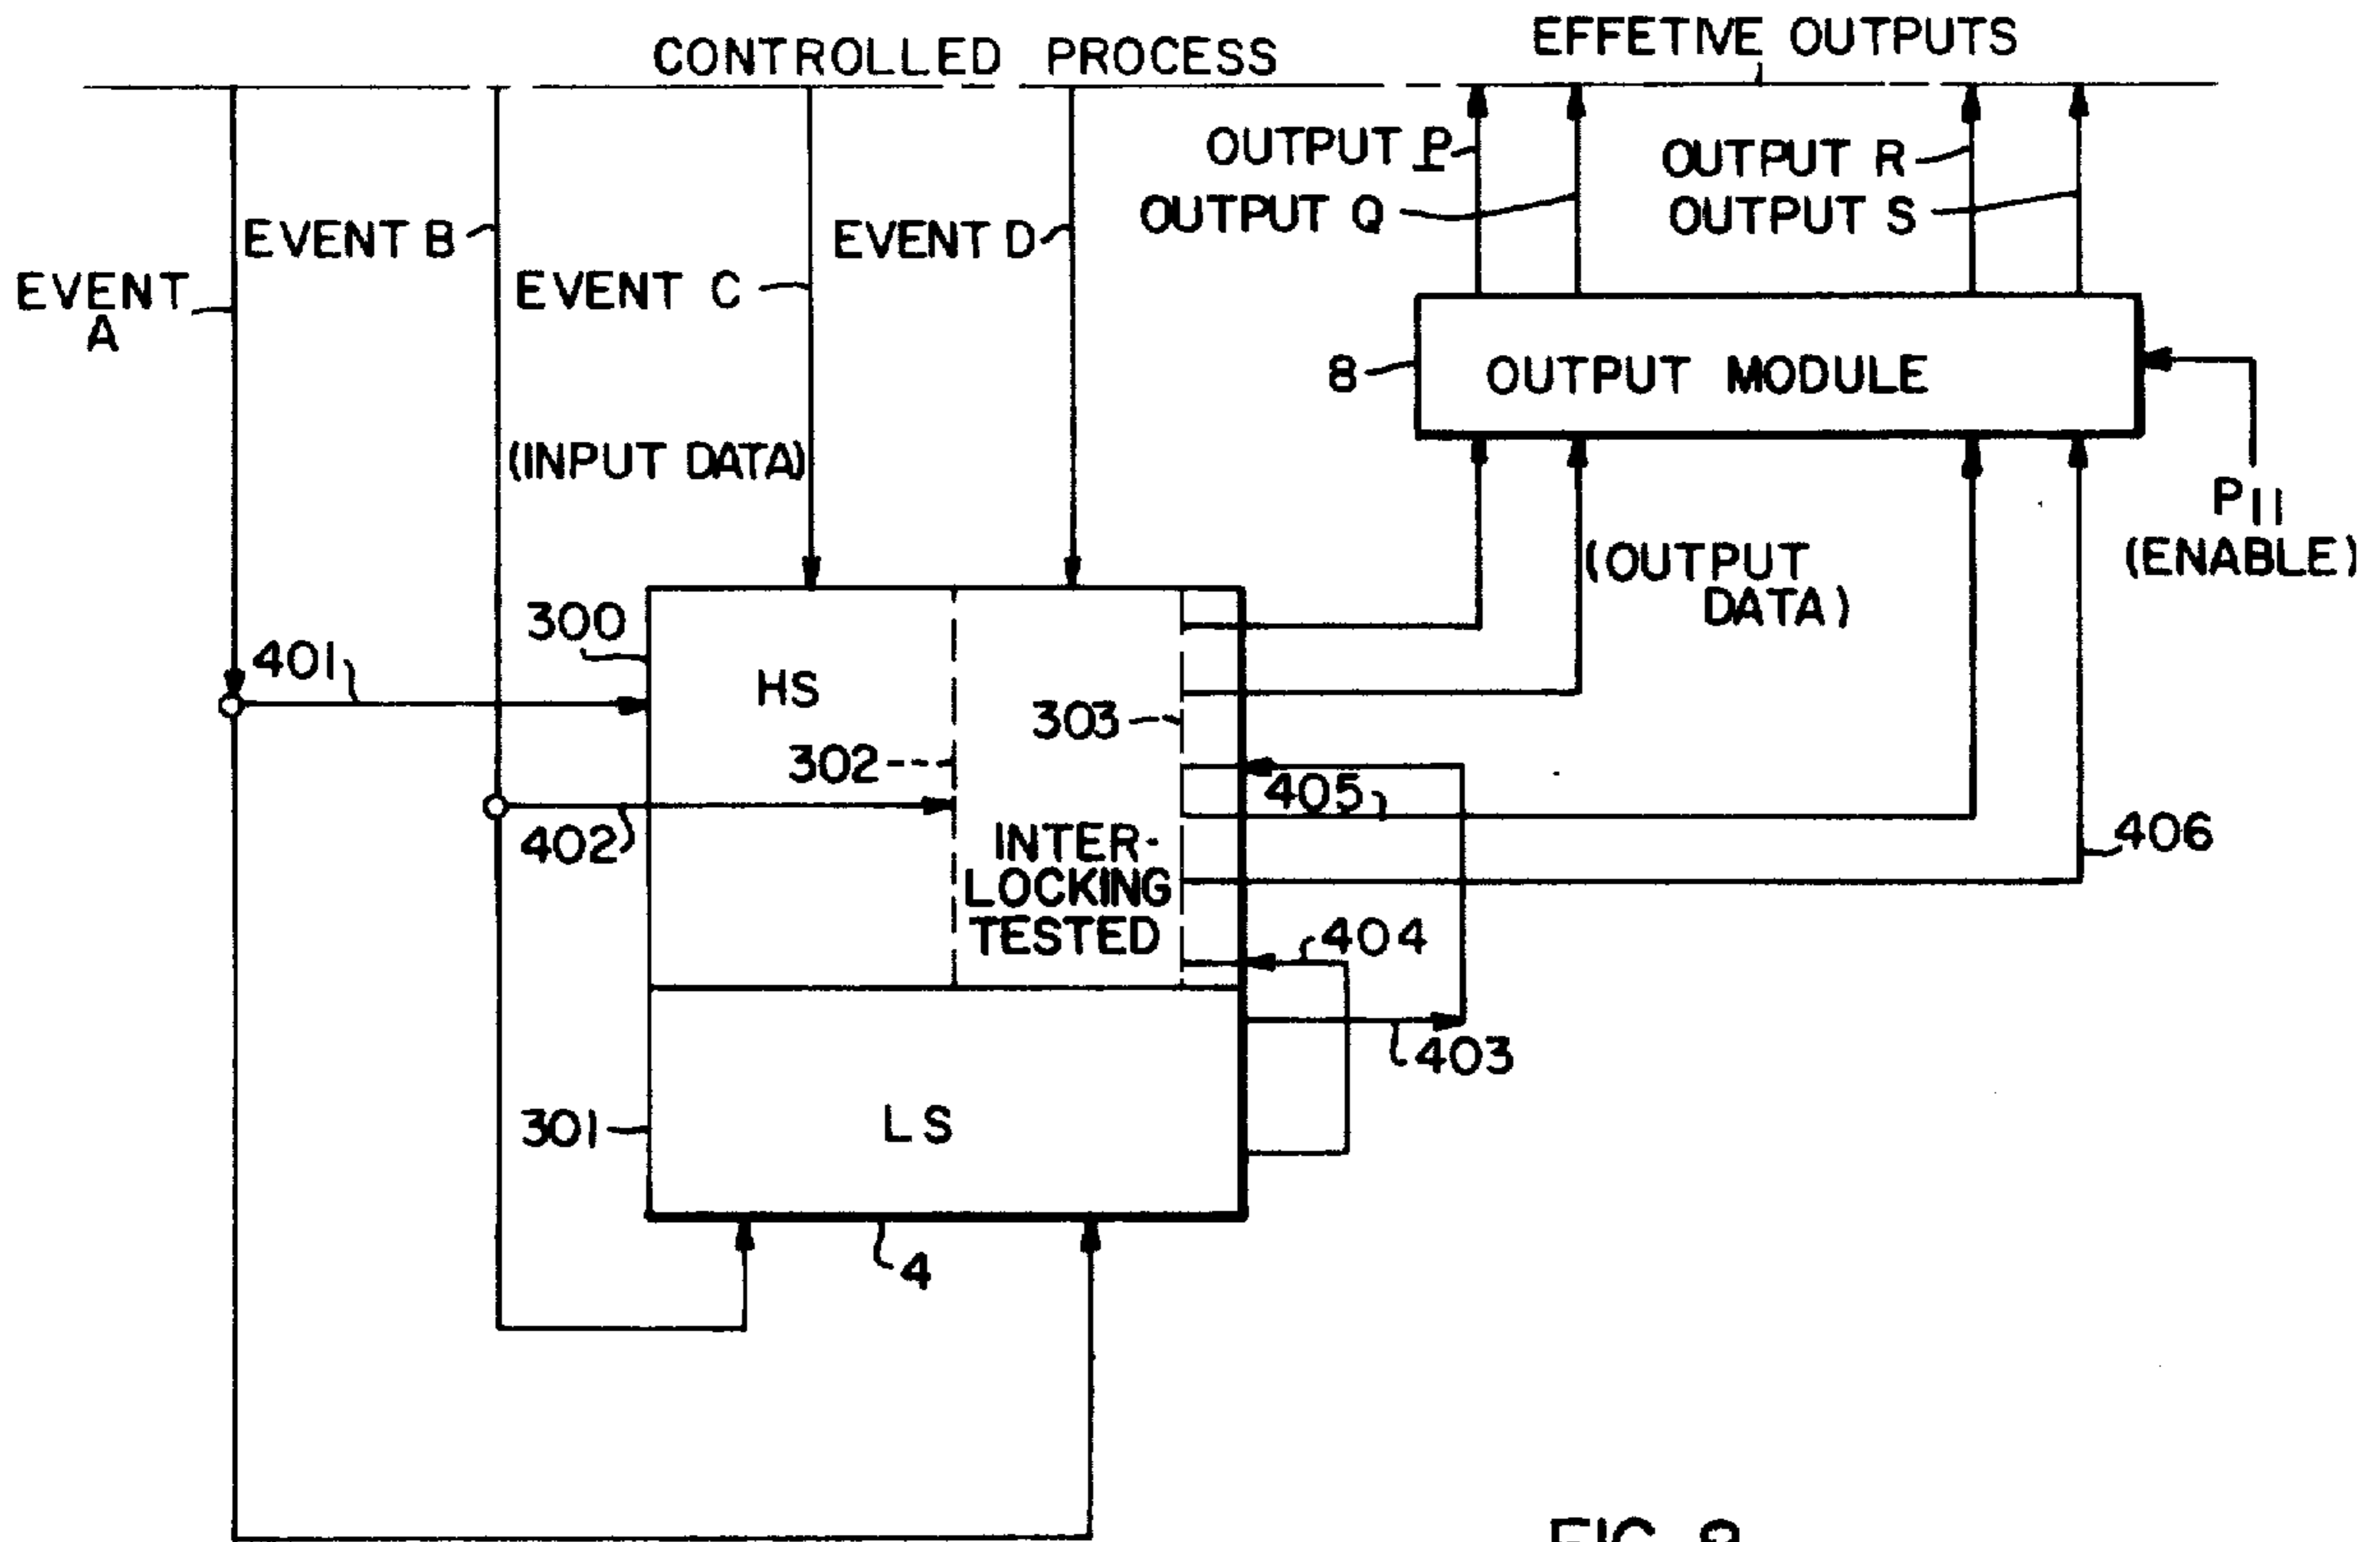 CONTROLLED PROCESS
EFFETIVE OUTPUTS
OUTPUT P
OUTPUT R
OUTPUT Q
OUTPUT S
EVENT B
EVENT D
EVENT
A
EVENT C
8
OUTPUT MODULE
(INPUT DATA)
P11
(ENABLE)
(OUTPUT
DATA)
300
401
HS
303
302
405
402
INTER-
LOCKING
TESTED
406
404
403
301
LS
4